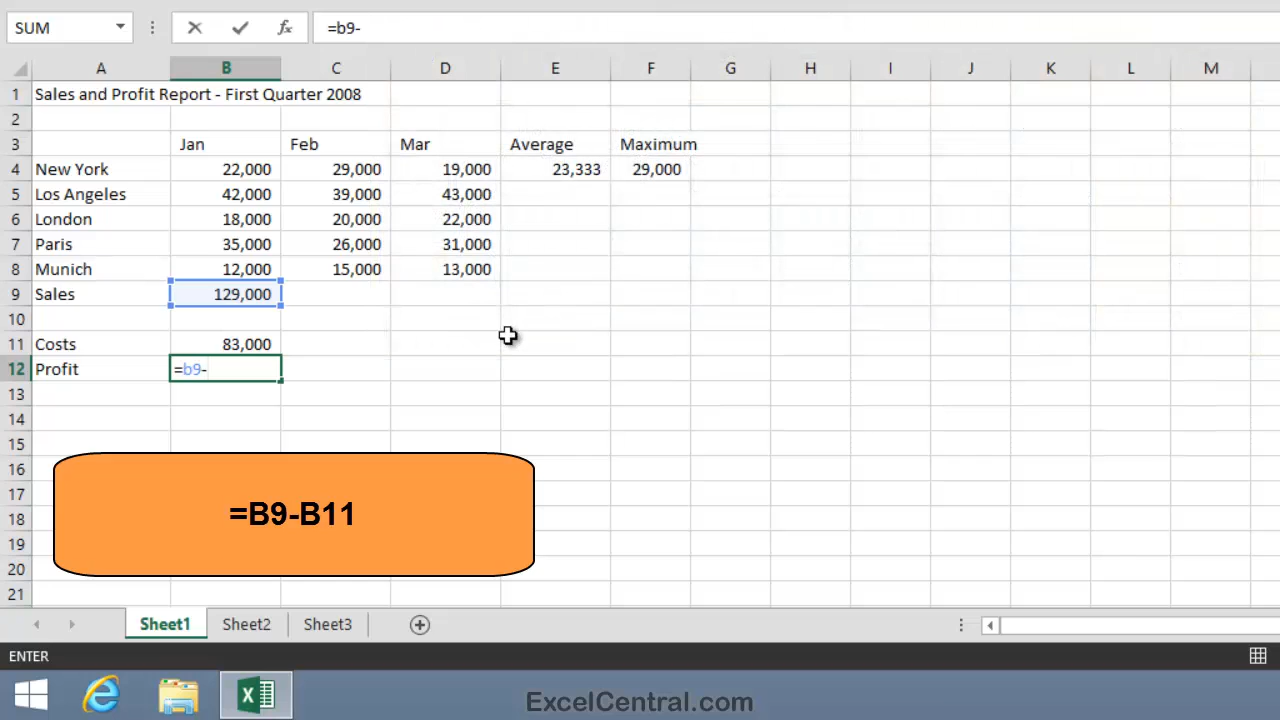 SUM =b9-
A B C D E F G H I J K L M
1 Sales and Profit Report - First Quarter 2008
2
3 Jan Feb Mar Average Maximum
4 New York 22,000 29,000 19,000 23,333 29,000
5 Los Angeles 42,000 39,000 43,000
6 London 18,000 20,000 22,000
7 Paris 35,000 26,000 31,000
8 Munich 12,000 15,000 13,000
9 Sales 129,000
10
11 Costs 83,000
12 Profit =b9-
13
14
15
16
17
=B9-B11
18
19
20
21
Sheet1 Sheet2 Sheet3
ENTER
ExcelCentral.com